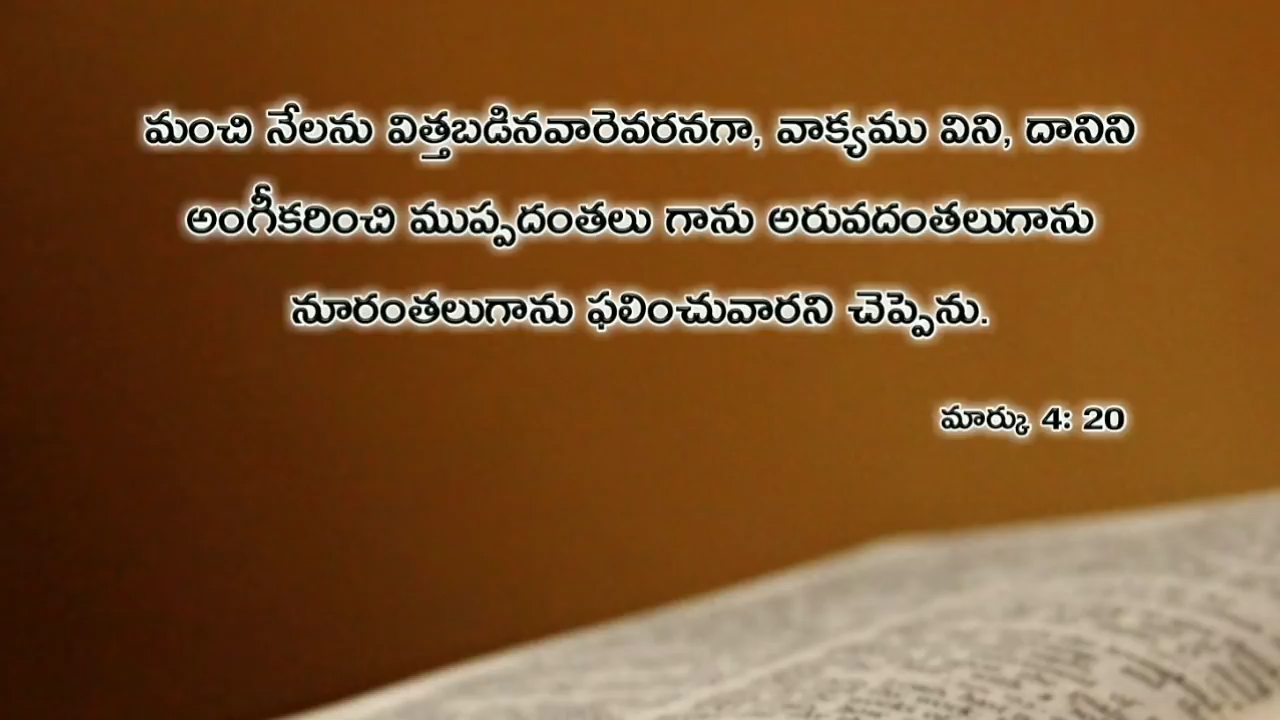 మంచి నేలను విత్తబడినవారెవరనగా, వాక్యము విని, దానిని
అంగీకరించి ముప్పదంతలు గాను అరువదంతలుగాను
నూరంతలుగాను ఫలించువారని చెప్పెను.
మార్కు 4: 20